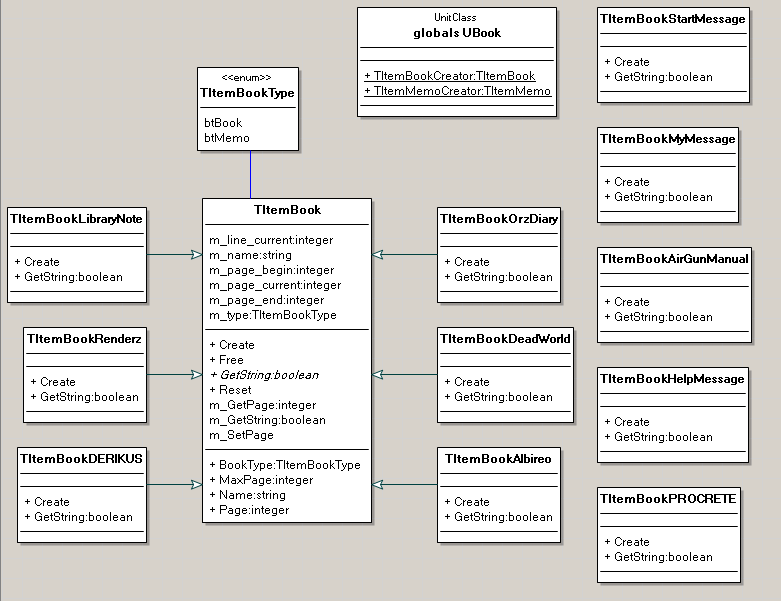 UnitClass
globals UBook
+ TItemBookCreator:TItemBook
+ TItemMemoCreator:TItemMemo
<<enum>>
TItemBookType
btBook
btMemo
TItemBook
m_line_current:integer
m_name:string
m_page_begin:integer
m_page_current:integer
m_page_end:integer
m_type:TItemBookType
+ Create
+ Free
+ GetString:boolean
+ Reset
m_GetPage:integer
m_GetString:boolean
m_SetPage
+ BookType:TItemBookType
+ MaxPage:integer
+ Name:string
+ Page:integer
TItemBookLibraryNote
+ Create
+ GetString:boolean
TItemBookRenderz
+ Create
+ GetString:boolean
TItemBookDERIKUS
+ Create
+ GetString:boolean
TItemBookOrzDiary
+ Create
+ GetString:boolean
TItemBookDeadWorld
+ Create
+ GetString:boolean
TItemBookAlbireo
+ Create
+ GetString:boolean
TItemBookStartMessage
+ Create
+ GetString:boolean
TItemBookMyMessage
+ Create
+ GetString:boolean
TItemBookAirGunManual
+ Create
+ GetString:boolean
TItemBookHelpMessage
+ Create
+ GetString:boolean
TItemBookPROCRETE
+ Create
+ GetString:boolean